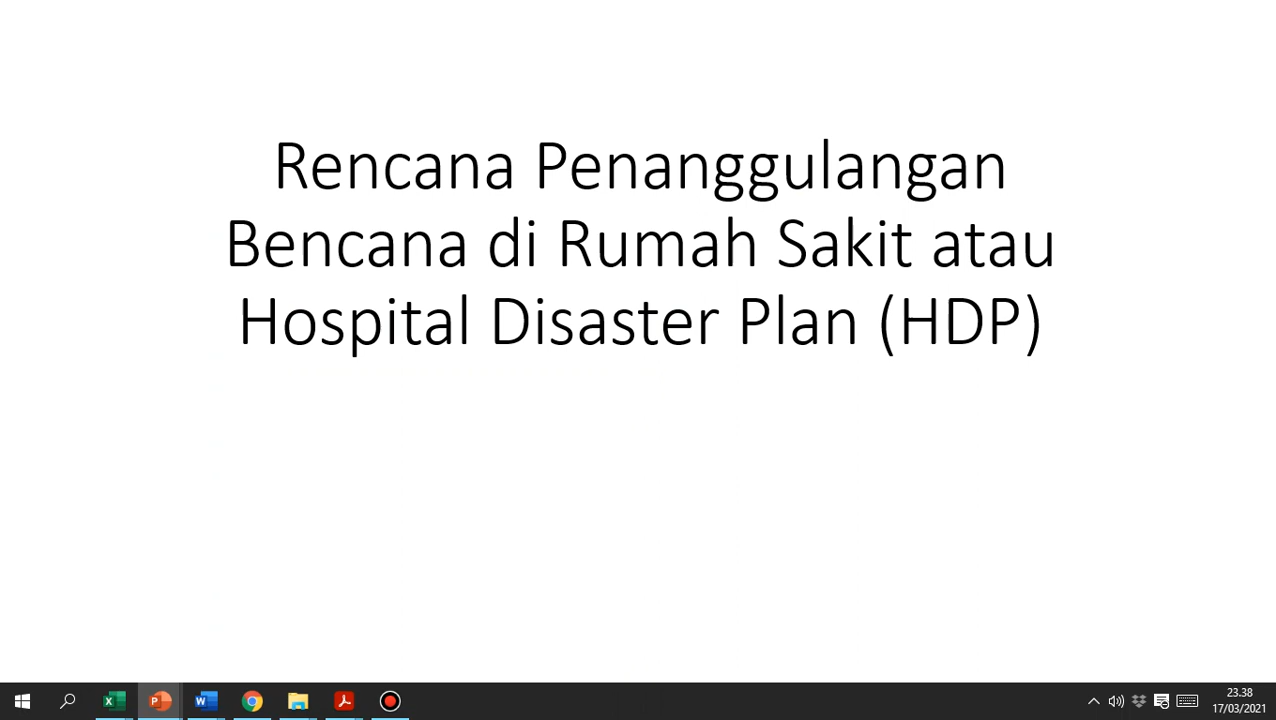 Rencana Penanggulangan
Bencana di Rumah Sakit atau
Hospital Disaster Plan (HDP)
23.38
17/03/2021